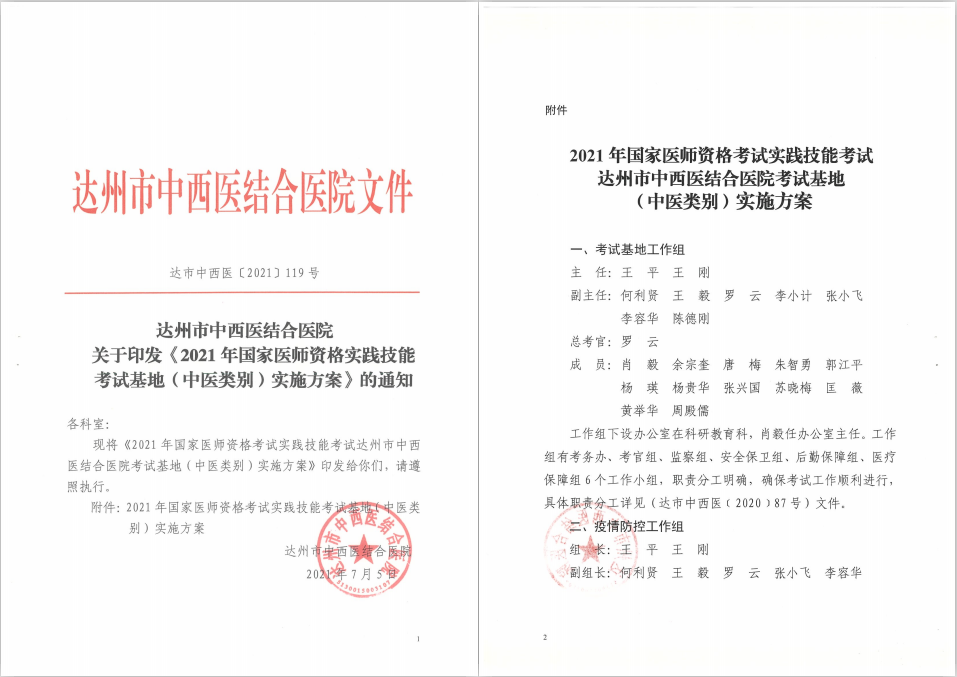 达州市中西医结合医院文件
达市中西医〔2021〕119 号
达州市中西医结合医院
关于印发《2021 年国家医师资格实践技能
考试基地（中医类别）实施方案》的通知
各科室：
现将《2021 年国家医师资格考试实践技能考试达州市中西
医结合医院考试基地（中医类别）实施方案》印发给你们，请遵
照执行。
附件：2021 年国家医师资格考试实践技能考试基地（中医类
别）实施方案
达州市中西医结合医院
2021 年 7 月 5 日
达州市中西医结合医院
1
附件
2021 年国家医师资格考试实践技能考试
达州市中西医结合医院考试基地
（中医类别）实施方案
一、考试基地工作组
主　任：王　平　王　刚
副主任：何利贤　王　毅　罗　云　李小计　张小飞
李容华　陈德刚
总考官：罗　云
成　员：肖　毅　余宗奎　唐　梅　朱智勇　郭江平
杨　瑛　杨贵华　张兴国　苏晓梅　匡　薇
黄举华　周殿儒
工作组下设办公室在科研教育科，肖毅任办公室主任。工作
组有考务办、考官组、监察组、安全保卫组、后勤保障组、医疗
保障组 6 个工作小组，职责分工明确，确保考试工作顺利进行，
具体职责分工详见（达市中西医〔2020〕87 号）文件。
二、疫情防控工作组
组　长：王　平　王　刚
副组长：何利贤　王　毅　罗　云　张小飞　李容华
2